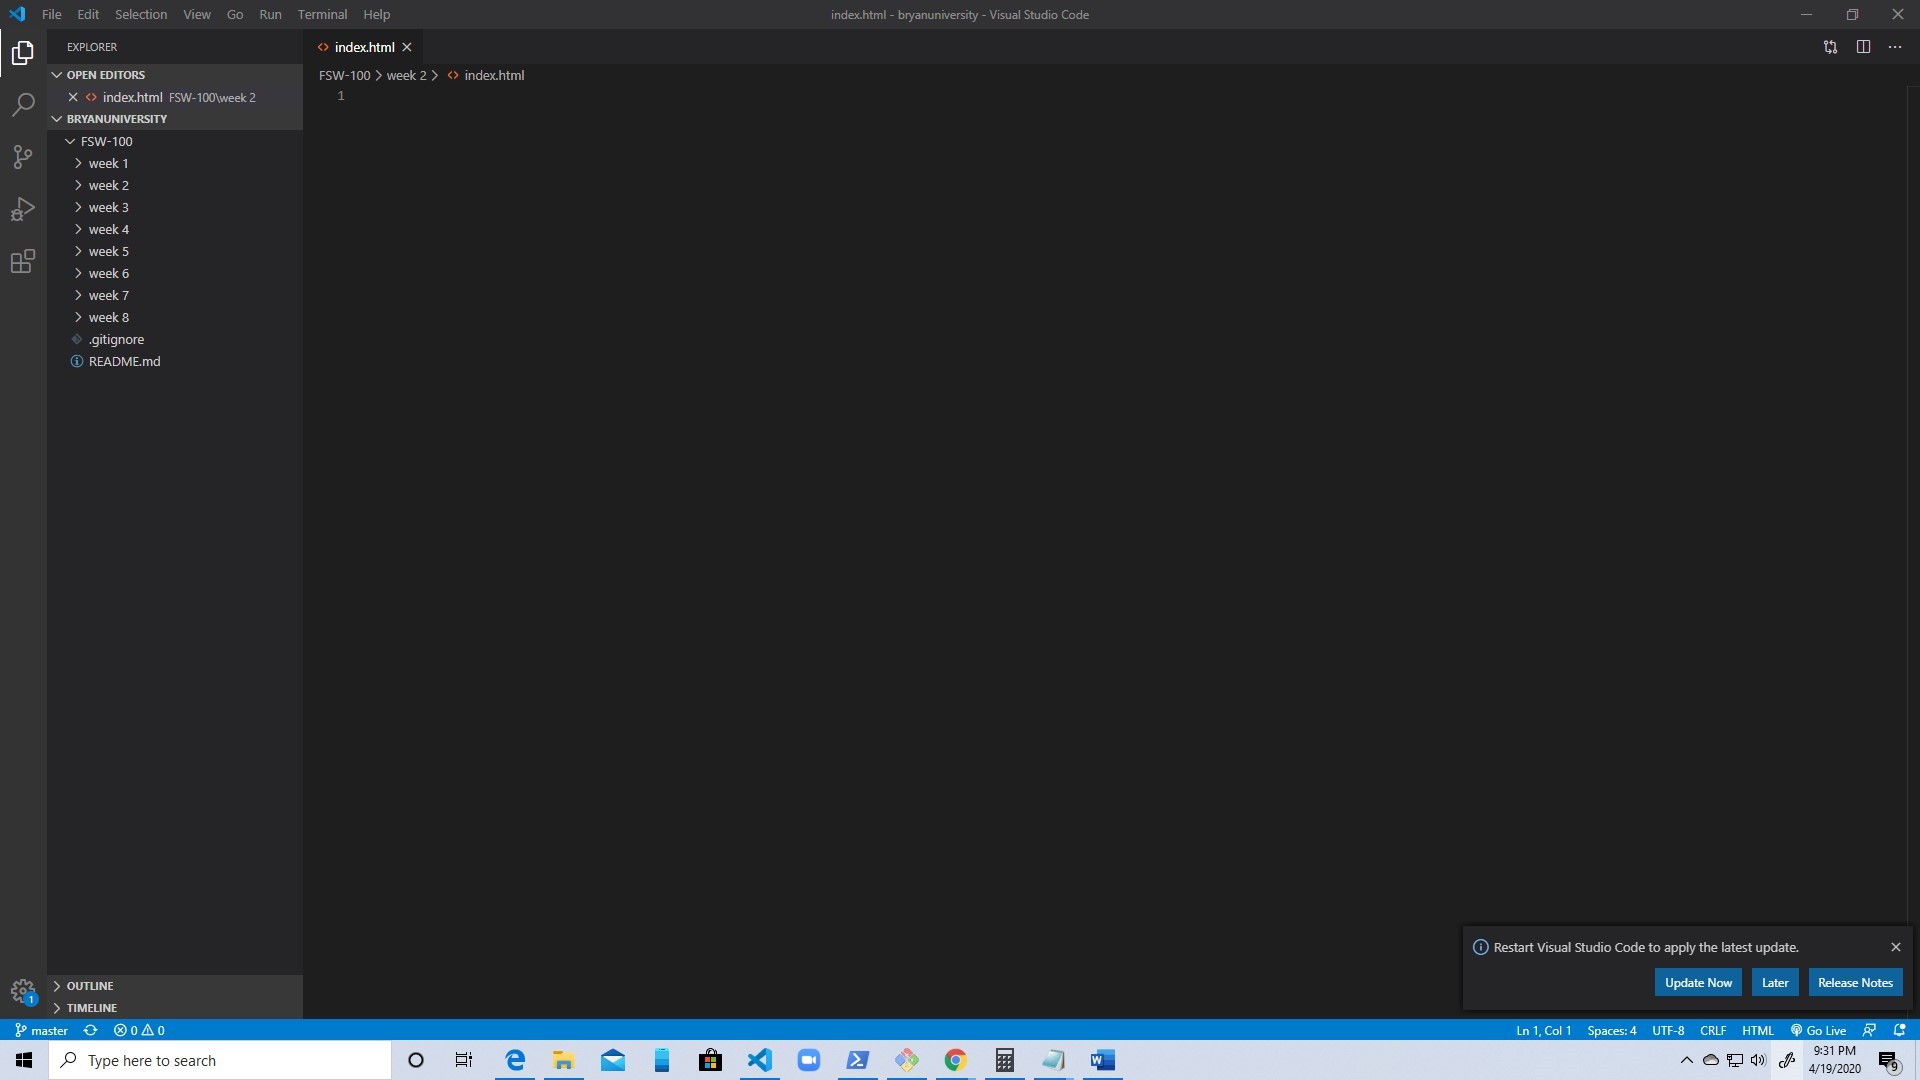 File Edit Selection View Go Run Terminal Help
index.html - bryanuniversity - Visual Studio Code
EXPLORER
index.html
OPEN EDITORS
FSW-100 week 2 index.html
index.html FSW-100\week 2
1
BRYANUNIVERSITY
FSW-100
week 1
week 2
week 3
week 4
week 5
week 6
week 7
week 8
.gitignore
README.md
Restart Visual Studio Code to apply the latest update.
Update Now Later Release Notes
OUTLINE
1
TIMELINE
master 0 0
Ln 1, Col 1 Spaces: 4 UTF-8 CRLF HTML Go Live
Type here to search
9:31 PM
4/19/2020
9